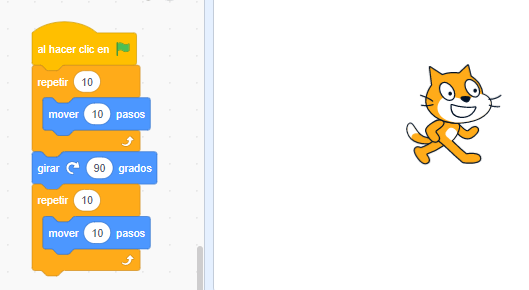 al hacer clic en
repetir 10
mover 10 pasos
girar 90 grados
repetir 10
mover 10 pasos